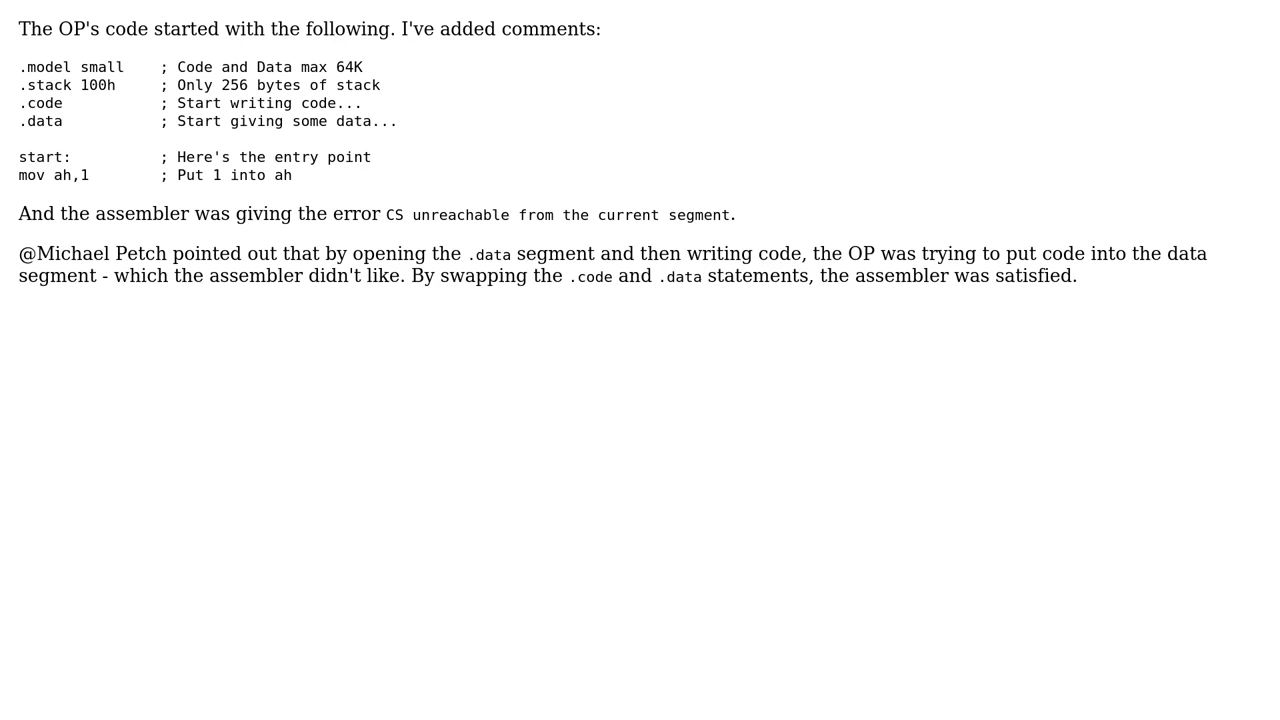 The OP's code started with the following. I've added comments:
.model small    ; Code and Data max 64K
.stack 100h     ; Only 256 bytes of stack
.code           ; Start writing code...
.data           ; Start giving some data...
start:          ; Here's the entry point
mov ah,1        ; Put 1 into ah
And the assembler was giving the error CS unreachable from the current segment.
@Michael Petch pointed out that by opening the .data segment and then writing code, the OP was trying to put code into the data
segment - which the assembler didn't like. By swapping the .code and .data statements, the assembler was satisfied.